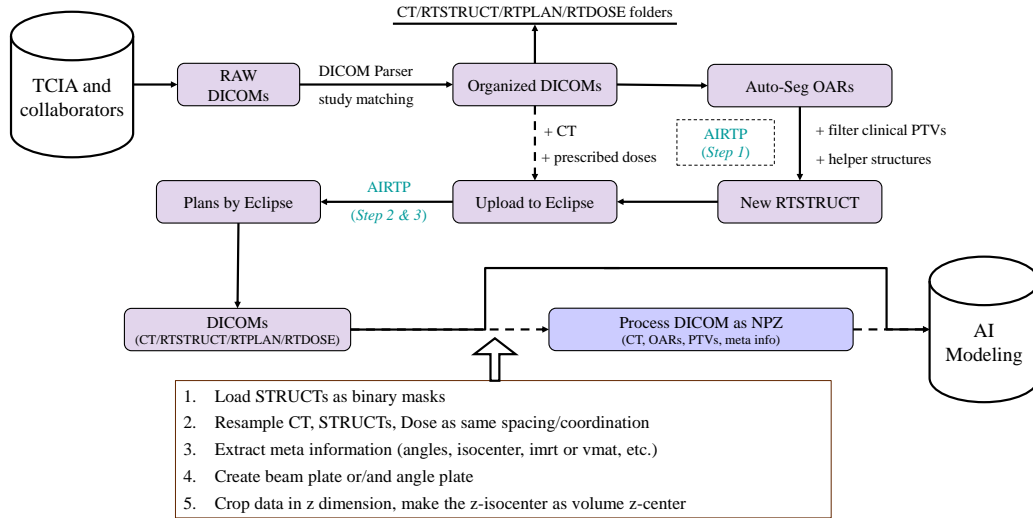 CT/RTSTRUCT/RTPLAN/RTDOSE folders
TCIA and
collaborators
RAW
DICOMs
DICOM Parser
study matching
Organized DICOMs
Auto-Seg OARs
+ CT
+ prescribed doses
AIRTP
(Step 1)
+ filter clinical PTVs
+ helper structures
Plans by Eclipse
AIRTP
(Step 2 & 3)
Upload to Eclipse
New RTSTRUCT
DICOMs
(CT/RTSTRUCT/RTPLAN/RTDOSE)
Process DICOM as NPZ
(CT, OARs, PTVs, meta info)
AI
Modeling
1. Load STRUCTs as binary masks
2. Resample CT, STRUCTs, Dose as same spacing/coordination
3. Extract meta information (angles, isocenter, imrt or vmat, etc.)
4. Create beam plate or/and angle plate
5. Crop data in z dimension, make the z-isocenter as volume z-center